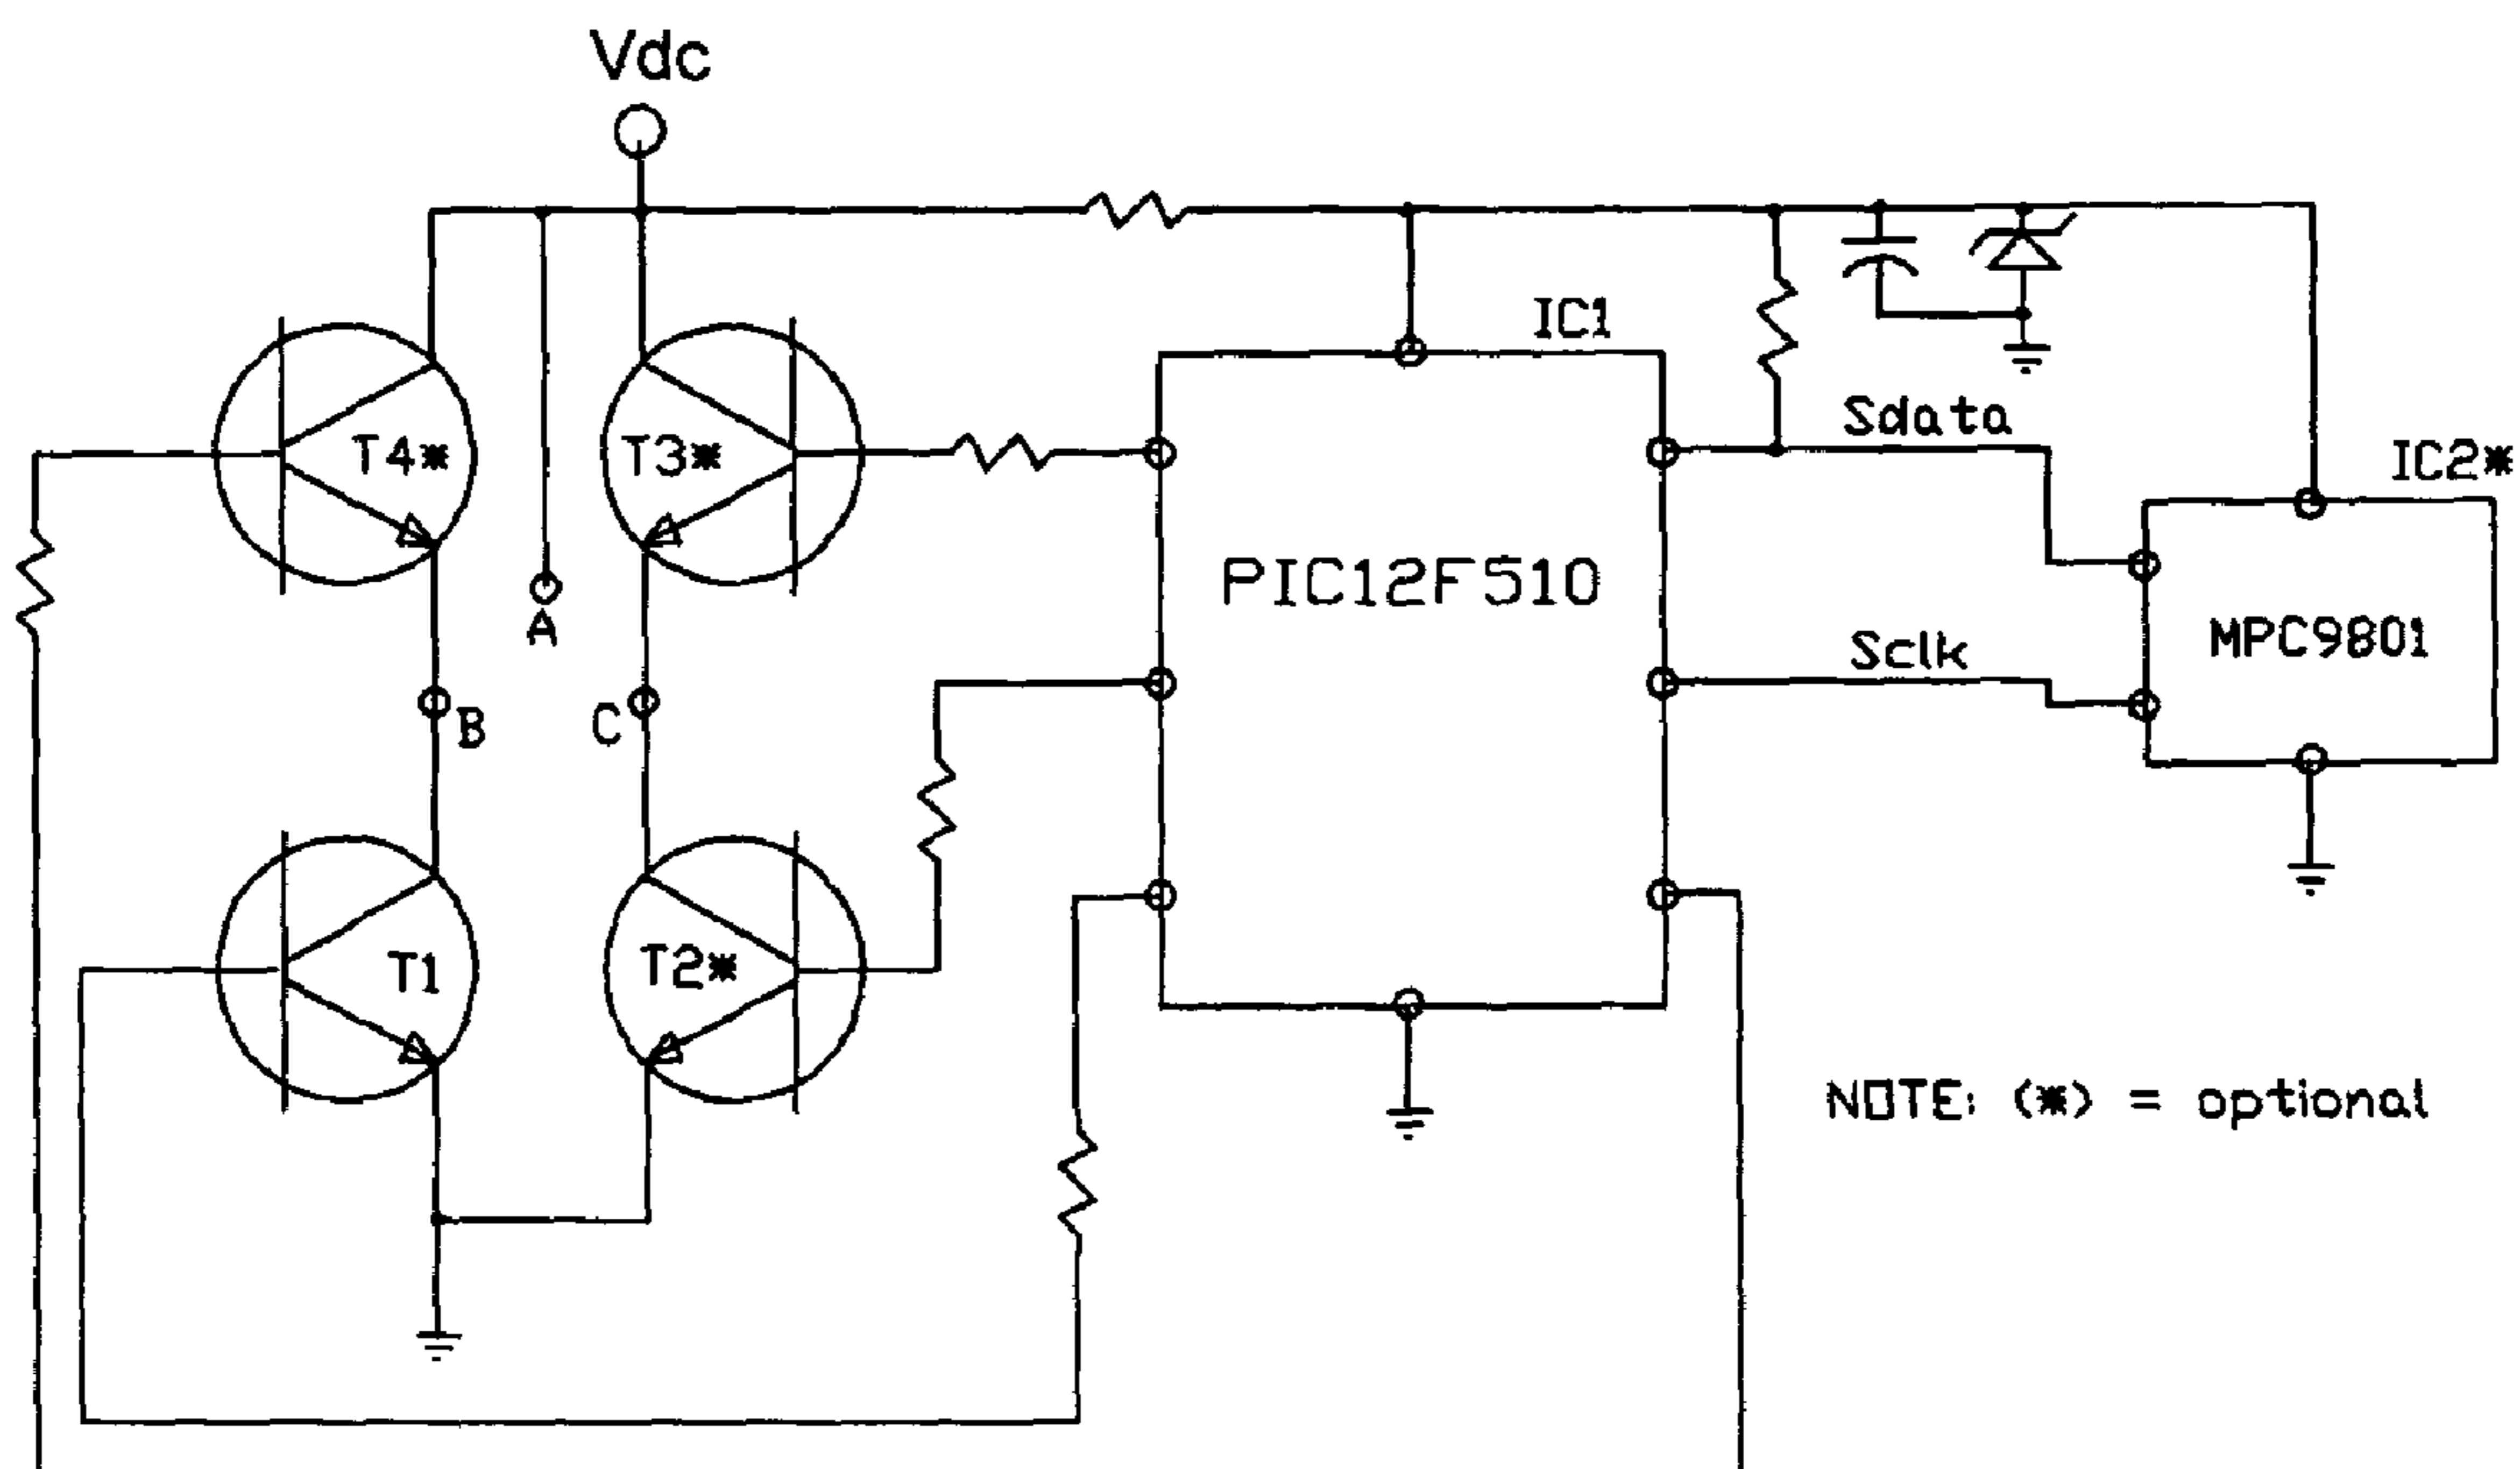 Vdc
IC1
T4*
T3*
Sdata
IC2*
PIC12F510
A
MPC9801
Sclk
B
C
T1
T2*
NOTE: (*) = optional